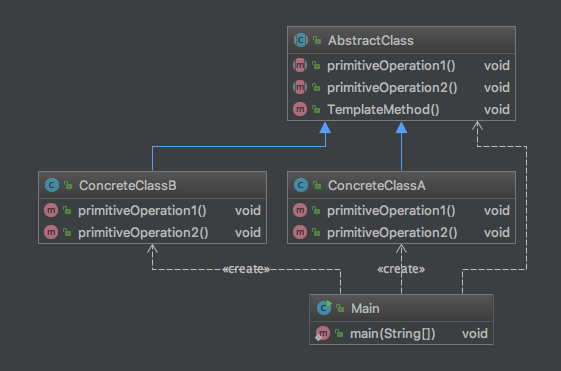 AbstractClass
primitiveOperation1() void
primitiveOperation2() void
TemplateMethod() void
ConcreteClassB
primitiveOperation1() void
primitiveOperation2() void
ConcreteClassA
primitiveOperation1() void
primitiveOperation2() void
«create» «create»
Main
main(String[]) void